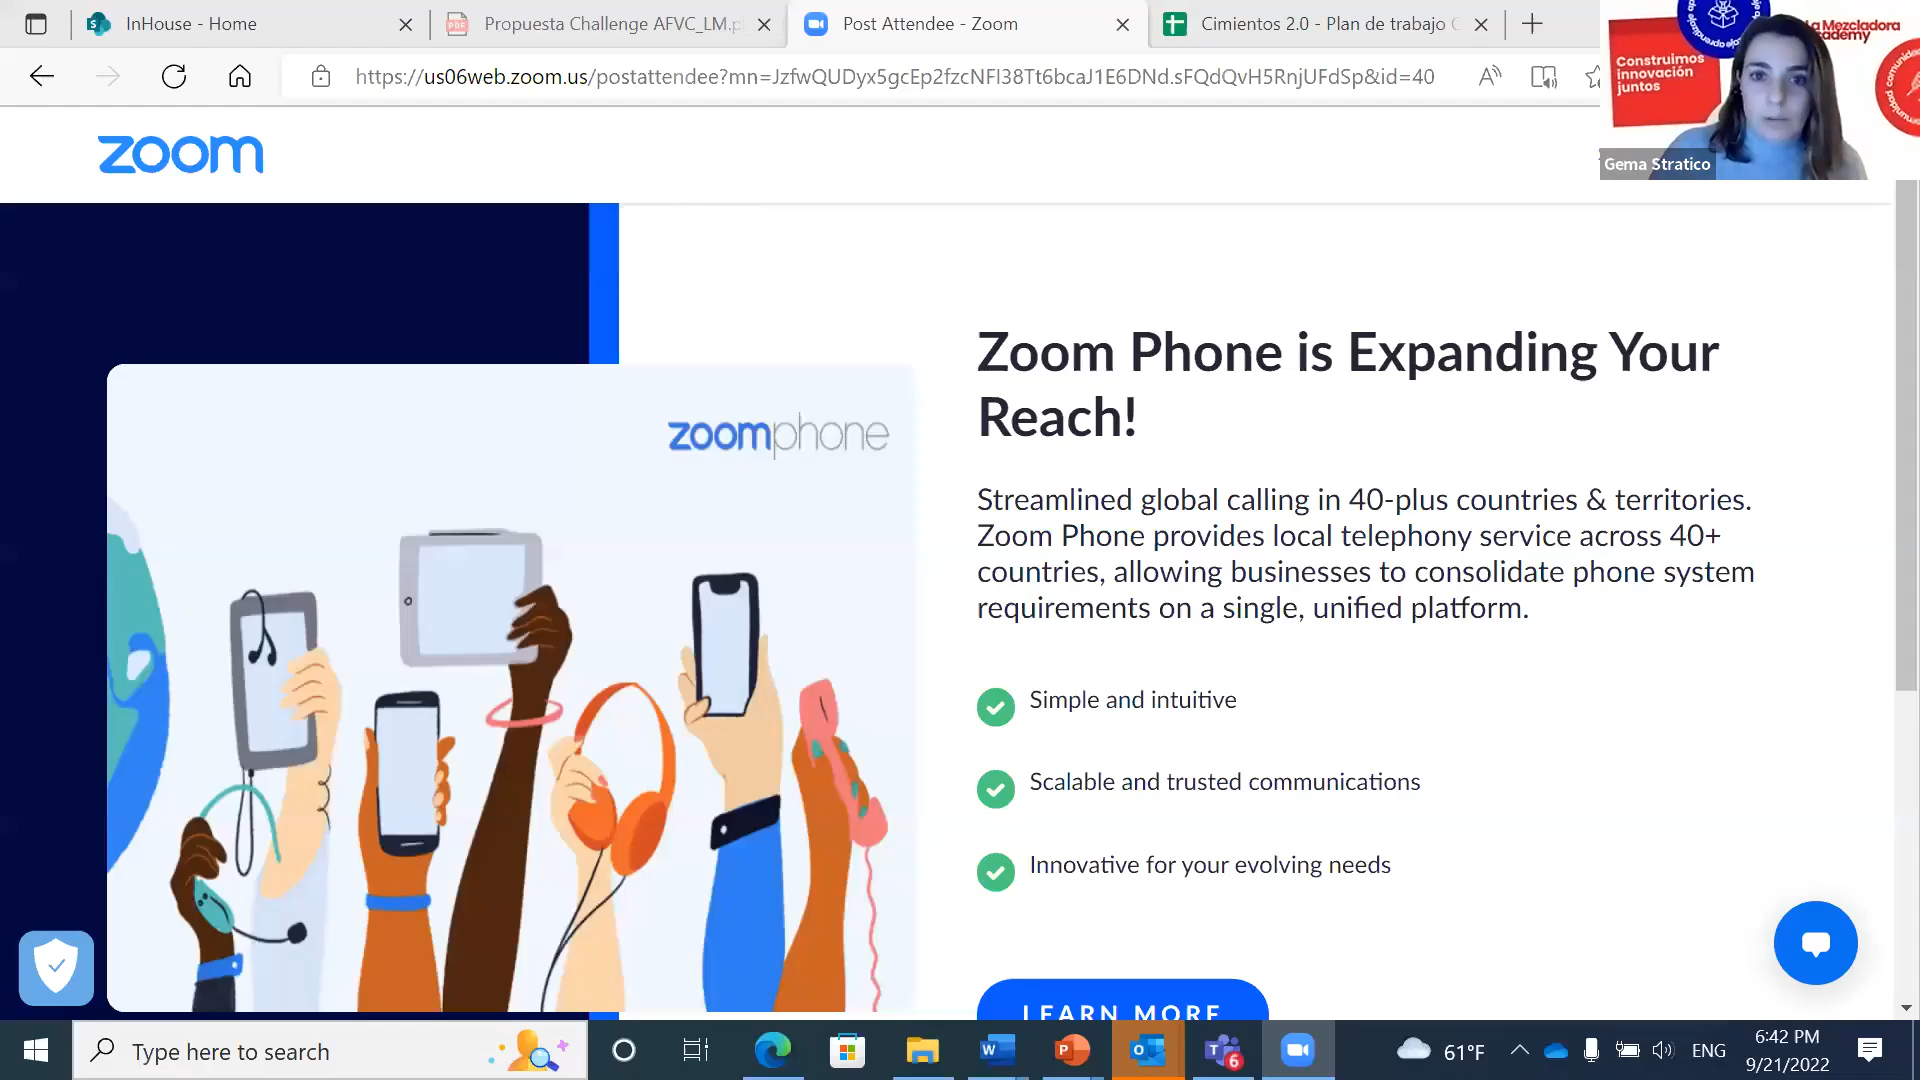 InHouse - Home
Propuesta Challenge AFVC_LM.p
Post Attendee - Zoom
Cimientos 2.0 - Plan de trabajo C
https://us06web.zoom.us/postattendee?mn=JzfwQUDyx5gcEp2fzcNFI38Tt6bcaJ1E6DNd.sFQdQvH5RnjUFdSp&id=40
La Mezcladora
Academy
Construimos
innovación
juntos
Gema Stratico
zoom
zoomphone
Zoom Phone is Expanding Your
Reach!
Streamlined global calling in 40-plus countries & territories.
Zoom Phone provides local telephony service across 40+
countries, allowing businesses to consolidate phone system
requirements on a single, unified platform.
Simple and intuitive
Scalable and trusted communications
Innovative for your evolving needs
LEARN MORE
Type here to search
6
61°F
ENG
6:42 PM
9/21/2022